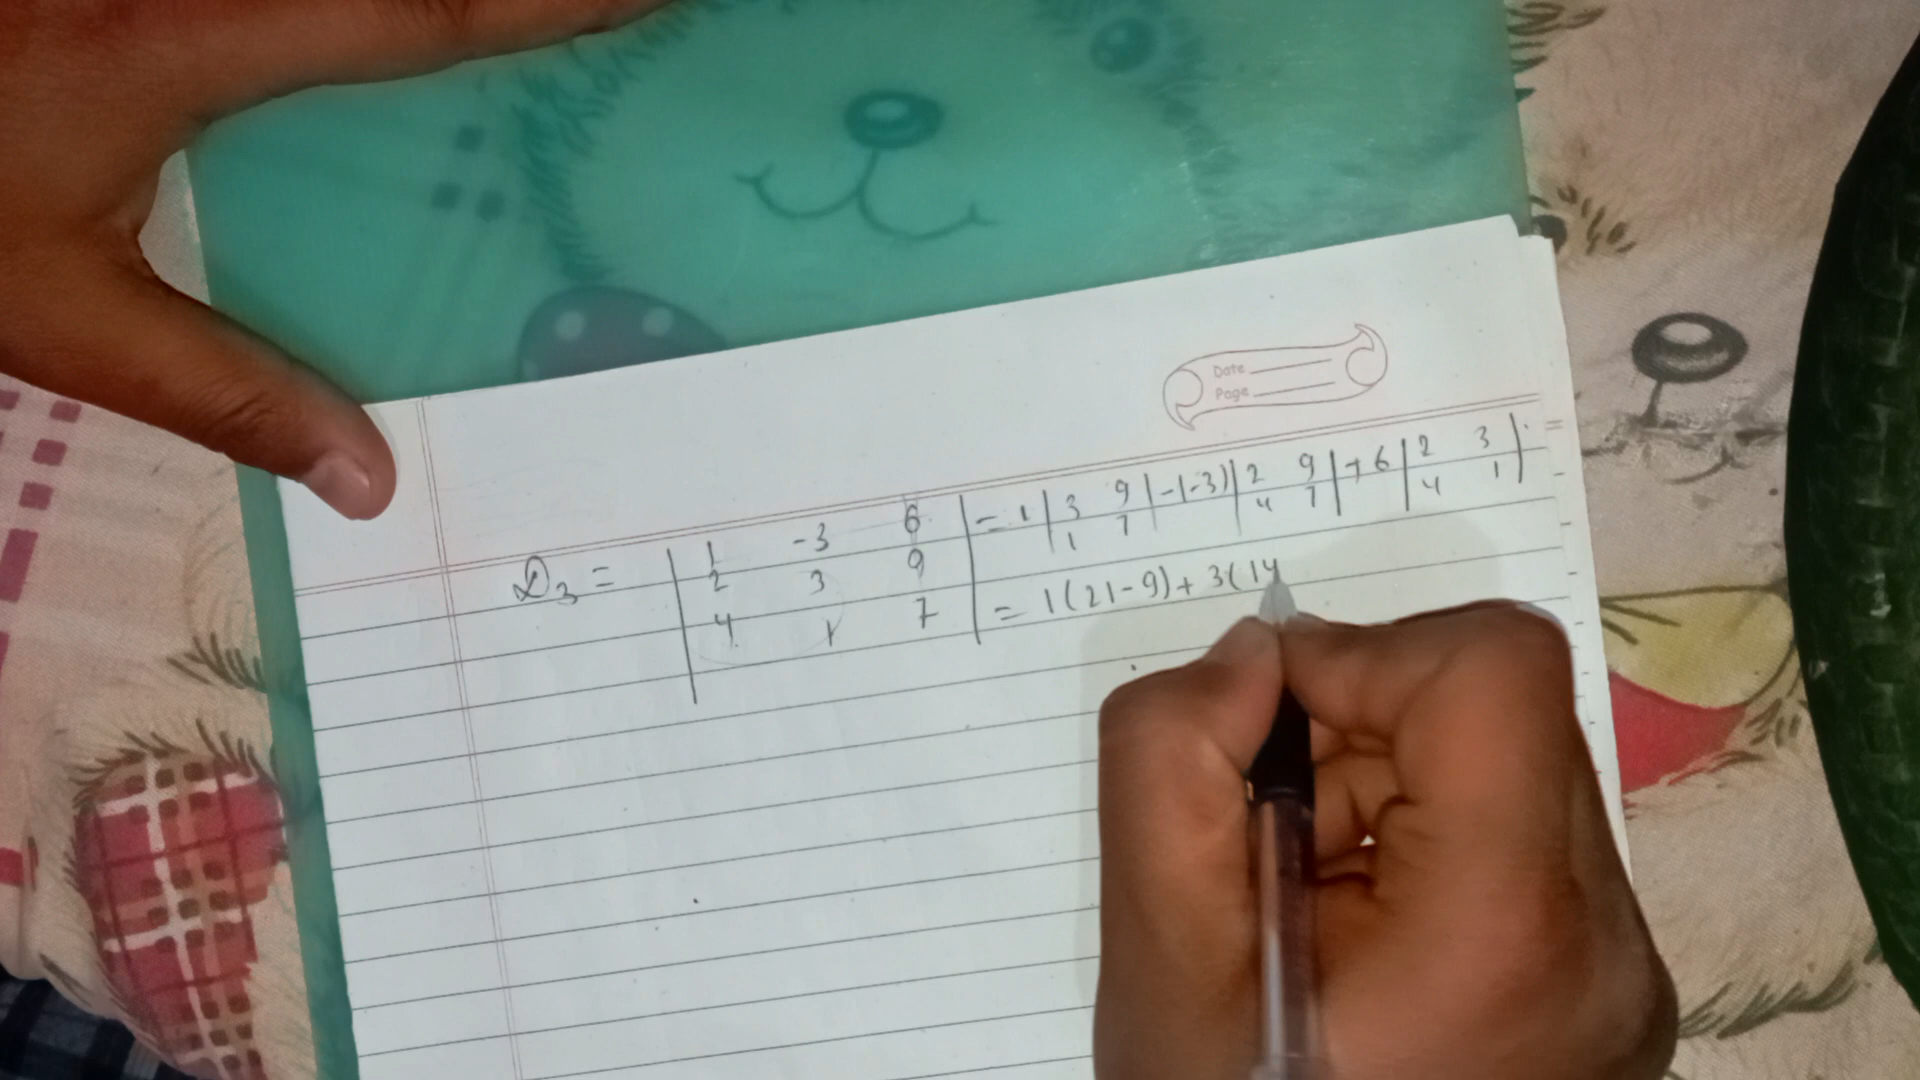 Date
Page
D3 = | 1 -3 6 | = 1 | 3 9 | -(-3) | 2 9 | + 6 | 2 3 |
| 2 3 9 | | 1 7 | | 4 7 | | 4 1 |
| 4 1 7 | = 1(21-9) + 3(14